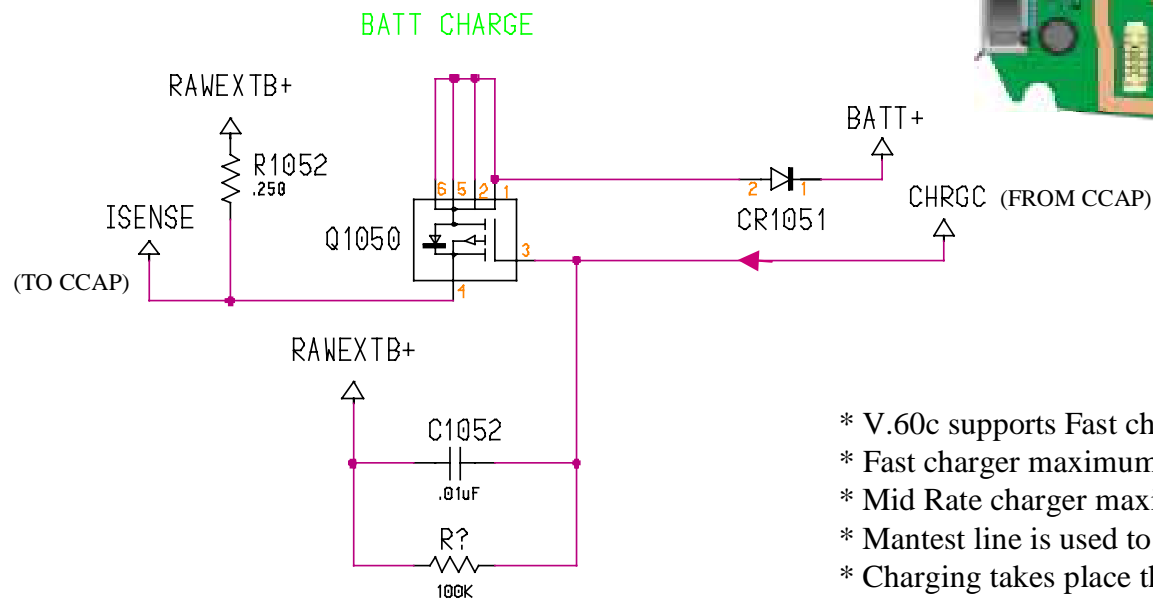 BATT CHARGE
RAWEXTB+
R1052
.250
ISENSE
(TO CCAP)
Q1050
6 5 2 1
3
4
2 1
CR1051
BATT+
CHRGC (FROM CCAP)
RAWEXTB+
C1052
.01uF
R?
100K
* V.60c supports Fast ch
* Fast charger maximum
* Mid Rate charger maxi
* Mantest line is used to
* Charging takes place th